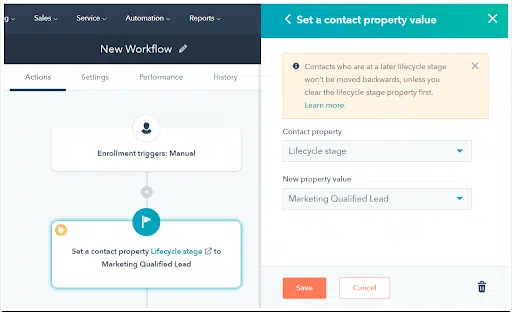 g
Sales
Service
Automation
Reports
New Workflow
Actions
Settings
Performance
History
Enrollment triggers: Manual
Set a contact property Lifecycle stage to
Marketing Qualified Lead
Set a contact property value
Contacts who are at a later lifecycle stage
won't be moved backwards, unless you
clear the lifecycle stage property first.
Learn more.
Contact property
Lifecycle stage
New property value
Marketing Qualified Lead
Save
Cancel